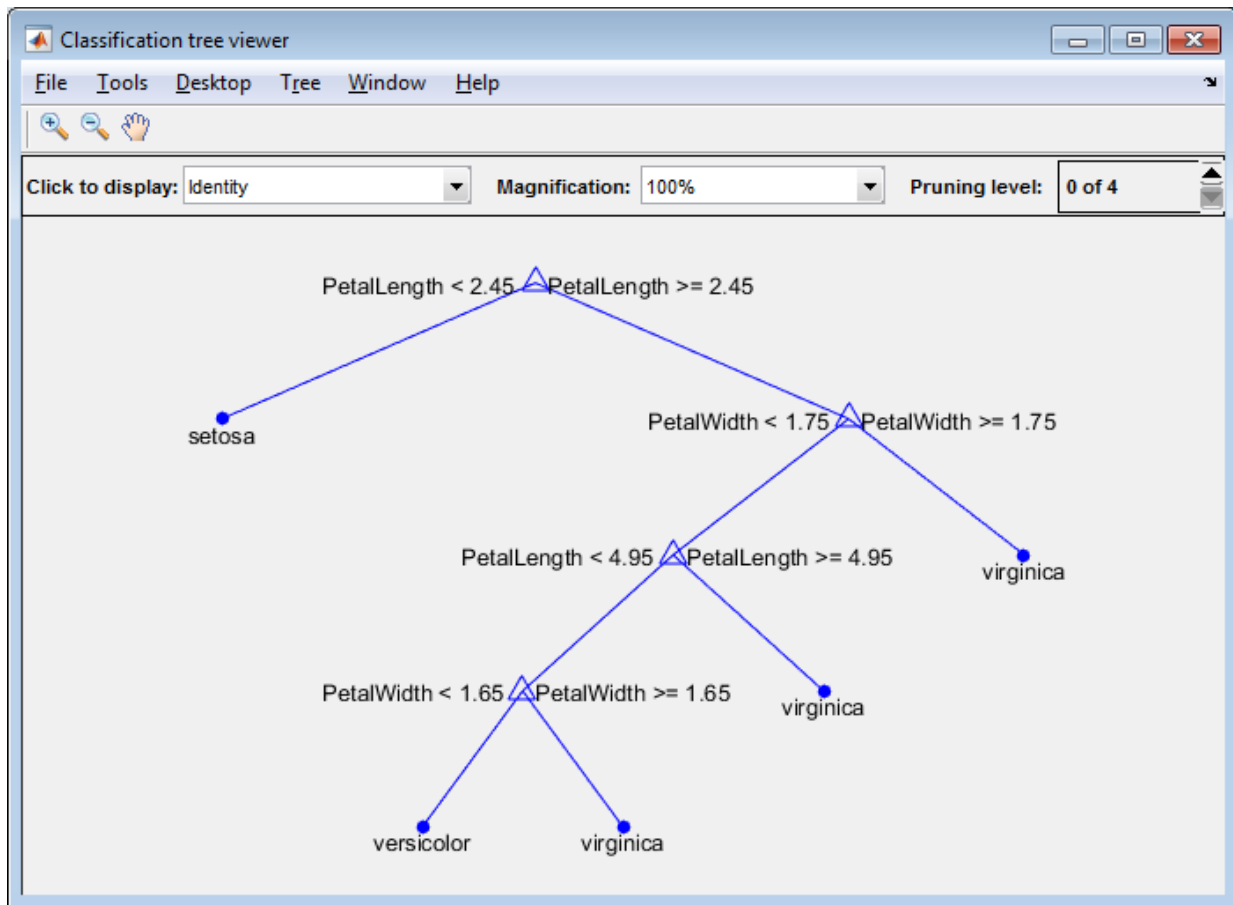 Classification tree viewer
File Tools Desktop Tree Window Help
Click to display: Identity Magnification: 100% Pruning level: 0 of 4
PetalLength < 2.45 PetalLength >= 2.45
setosa
PetalWidth < 1.75 PetalWidth >= 1.75
PetalLength < 4.95 PetalLength >= 4.95
virginica
PetalWidth < 1.65 PetalWidth >= 1.65
virginica
versicolor
virginica